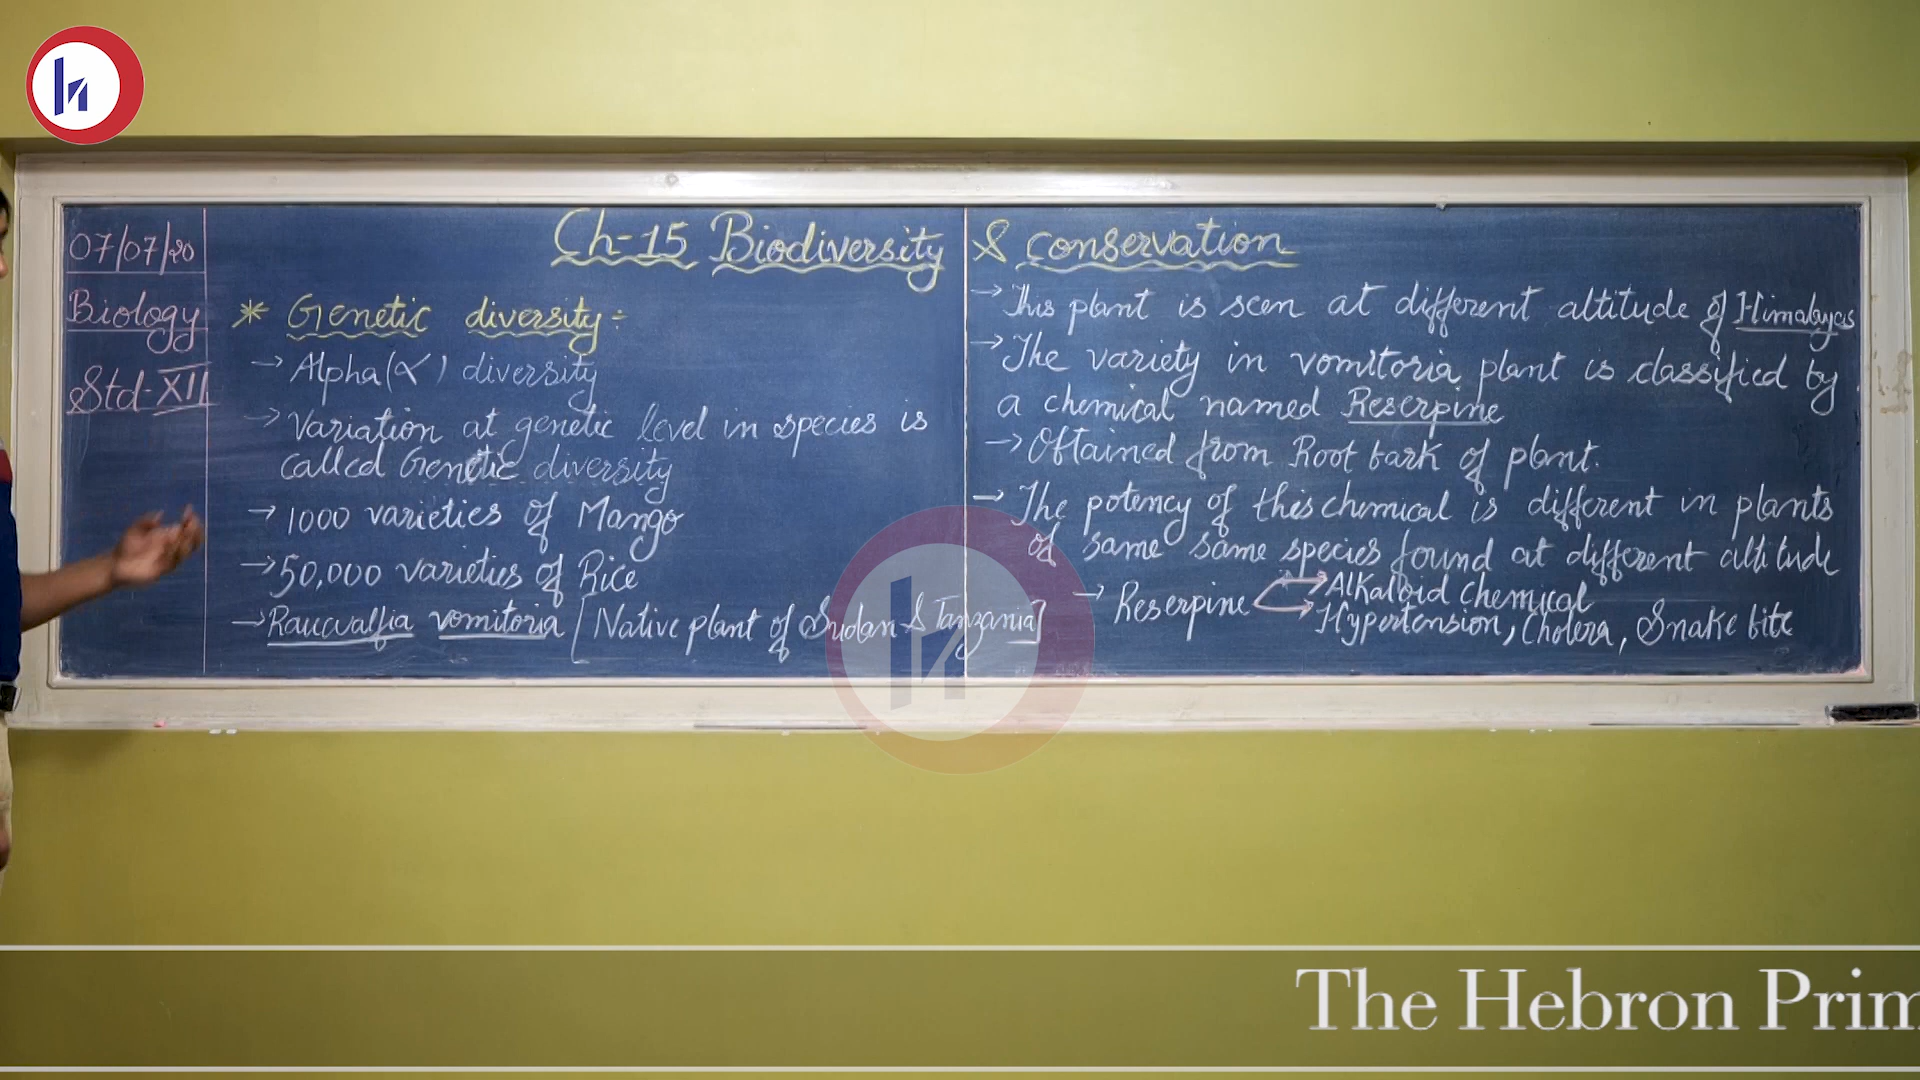 07/07/20
Biology
Std-XII
Ch-15 Biodiversity & Conservation
* Genetic diversity:-
→ Alpha(α) diversity
→ Variation at genetic level in species is
called Genetic diversity
→ 1000 varieties of Mango
→ 50,000 varieties of Rice
→ Rauwalfia vomitoria [Native plant of Sudan & Tanzania]
→ This plant is seen at different altitude of Himalayas
→ The variety in vomitoria plant is classified by
a chemical named Reserpine
→ Obtained from Root bark of plant.
→ The potency of this chemical is different in plants
of same same species found at different altitude
→ Reserpine → Alkaloid chemical
→ Hypertension, Cholera, Snake bite
The Hebron Prim